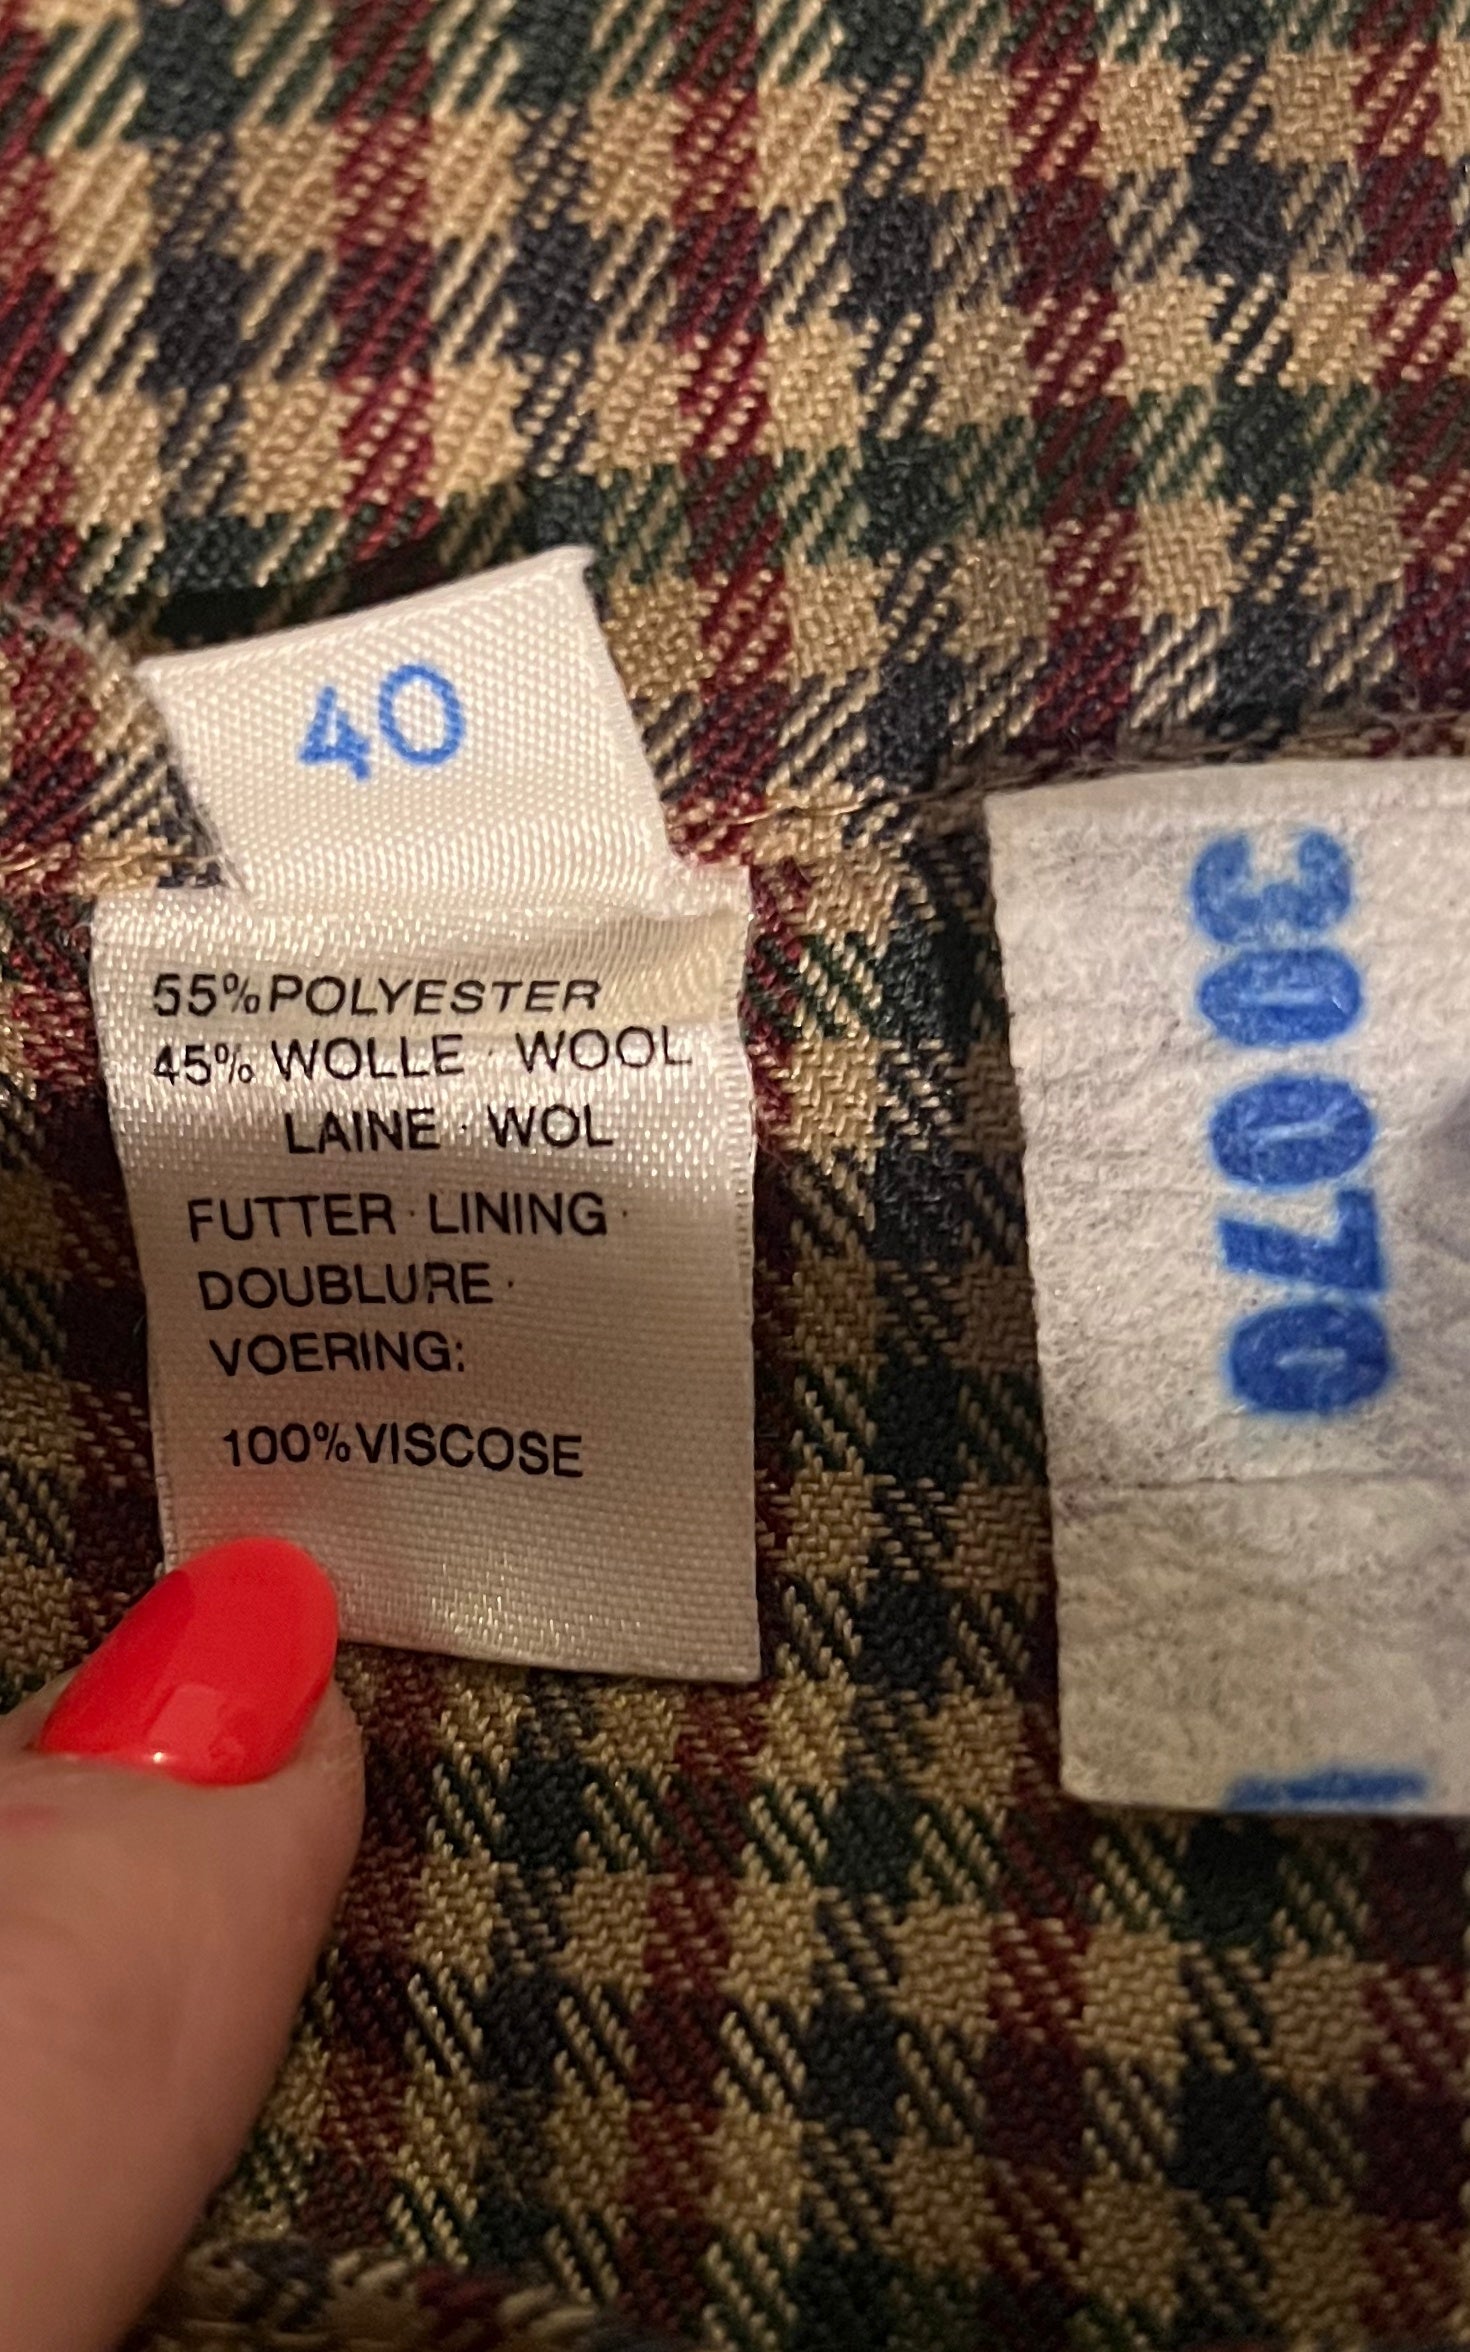 40
55% POLYESTER
45% WOLLE · WOOL
LAINE · WOL
FUTTER · LINING ·
DOUBLURE ·
VOERING:
100% VISCOSE
30070